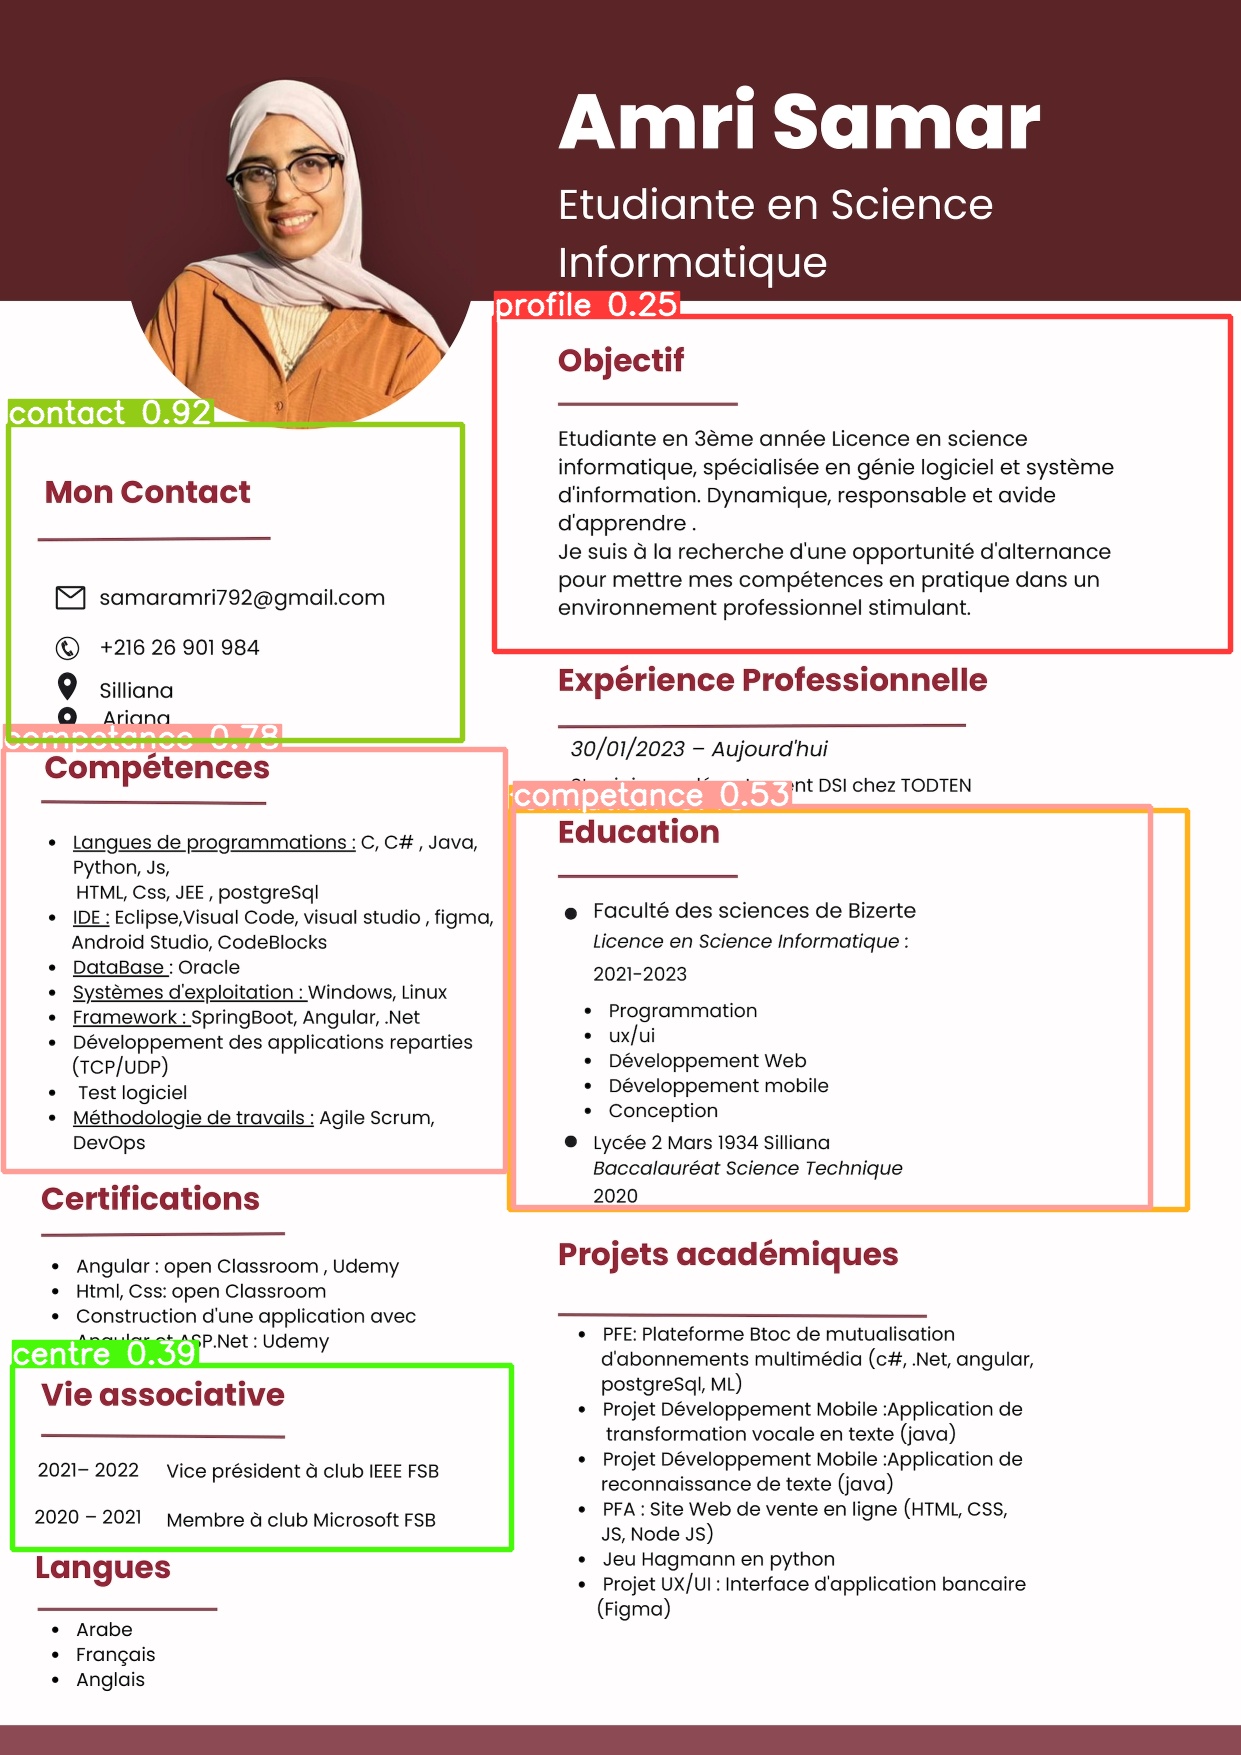 Amri Samar
Etudiante en Science
Informatique
contact 0.92
Mon Contact
samaramri792@gmail.com
+216 26 901 984
Silliana
Ariana
competance 0.78
Compétences
Langues de programmations : C, C# , Java,
Python, Js,
HTML, Css, JEE , postgreSql
IDE : Eclipse,Visual Code, visual studio , figma,
Android Studio, CodeBlocks
DataBase : Oracle
Systèmes d'exploitation : Windows, Linux
Framework : SpringBoot, Angular, .Net
Développement des applications reparties
(TCP/UDP)
Test logiciel
Méthodologie de travails : Agile Scrum,
DevOps
Certifications
Angular : open Classroom , Udemy
Html, Css: open Classroom
Construction d'une application avec
Angular et ASP.Net : Udemy
centre 0.39
Vie associative
2021– 2022 Vice président à club IEEE FSB
2020 – 2021 Membre à club Microsoft FSB
Langues
Arabe
Français
Anglais
profile 0.25
Objectif
Etudiante en 3ème année Licence en science
informatique, spécialisée en génie logiciel et système
d'information. Dynamique, responsable et avide
d'apprendre .
Je suis à la recherche d'une opportunité d'alternance
pour mettre mes compétences en pratique dans un
environnement professionnel stimulant.
Expérience Professionnelle
30/01/2023 – Aujourd'hui
DSI chez TODTEN
competance 0.53
Education
Faculté des sciences de Bizerte
Licence en Science Informatique :
2021-2023
Programmation
ux/ui
Développement Web
Développement mobile
Conception
Lycée 2 Mars 1934 Silliana
Baccalauréat Science Technique
2020
Projets académiques
PFE: Plateforme Btoc de mutualisation
d'abonnements multimédia (c#, .Net, angular,
postgreSql, ML)
Projet Développement Mobile :Application de
transformation vocale en texte (java)
Projet Développement Mobile :Application de
reconnaissance de texte (java)
PFA : Site Web de vente en ligne (HTML, CSS,
JS, Node JS)
Jeu Hagmann en python
Projet UX/UI : Interface d'application bancaire
(Figma)